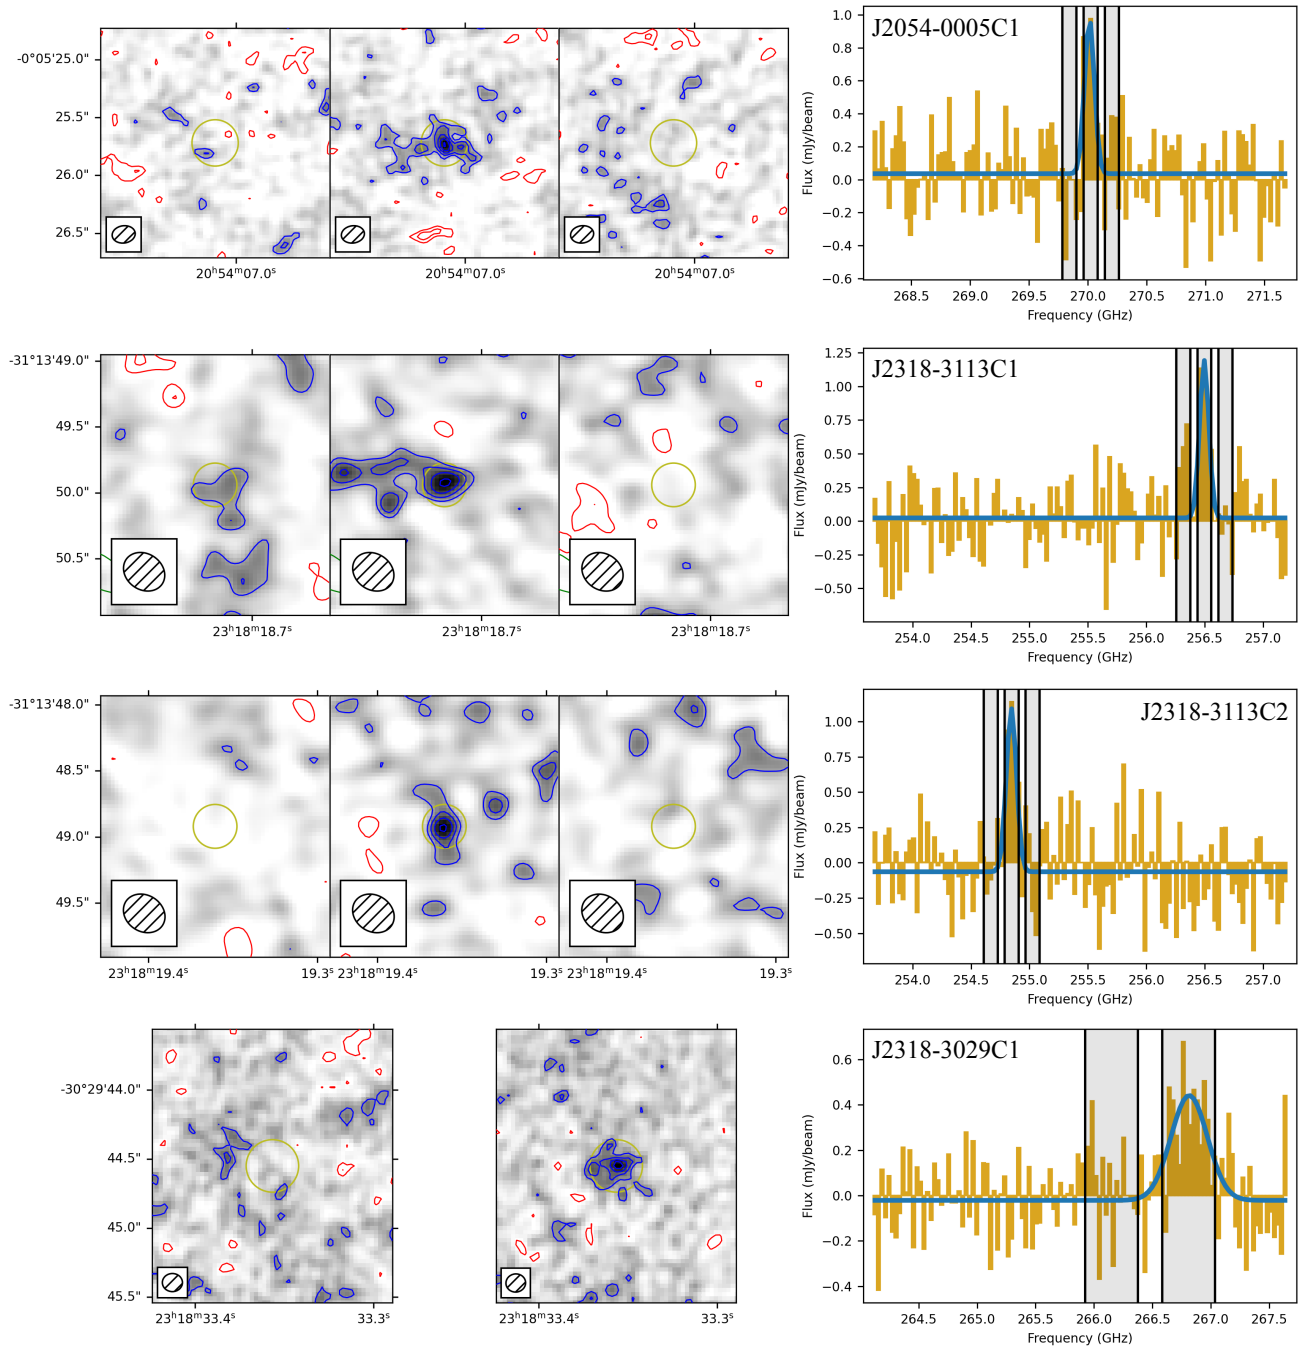 -0°05'25.0"
25.5"
26.0"
26.5"
20ʰ54ᵐ07.0ˢ
20ʰ54ᵐ07.0ˢ
20ʰ54ᵐ07.0ˢ
J2054-0005C1
Flux (mJy/beam)
1.0
0.8
0.6
0.4
0.2
0.0
−0.2
−0.4
−0.6
268.5 269.0 269.5 270.0 270.5 271.0 271.5
Frequency (GHz)
-31°13'49.0"
49.5"
50.0"
50.5"
23ʰ18ᵐ18.7ˢ
23ʰ18ᵐ18.7ˢ
23ʰ18ᵐ18.7ˢ
J2318-3113C1
Flux (mJy/beam)
1.25
1.00
0.75
0.50
0.25
0.00
−0.25
−0.50
254.0 254.5 255.0 255.5 256.0 256.5 257.0
Frequency (GHz)
-31°13'48.0"
48.5"
49.0"
49.5"
23ʰ18ᵐ19.4ˢ 19.3ˢ
23ʰ18ᵐ19.4ˢ 19.3ˢ
23ʰ18ᵐ19.4ˢ 19.3ˢ
J2318-3113C2
Flux (mJy/beam)
1.00
0.75
0.50
0.25
0.00
−0.25
−0.50
254.0 254.5 255.0 255.5 256.0 256.5 257.0
Frequency (GHz)
-30°29'44.0"
44.5"
45.0"
45.5"
23ʰ18ᵐ33.4ˢ 33.3ˢ
23ʰ18ᵐ33.4ˢ 33.3ˢ
J2318-3029C1
Flux (mJy/beam)
0.6
0.4
0.2
0.0
−0.2
−0.4
264.5 265.0 265.5 266.0 266.5 267.0 267.5
Frequency (GHz)